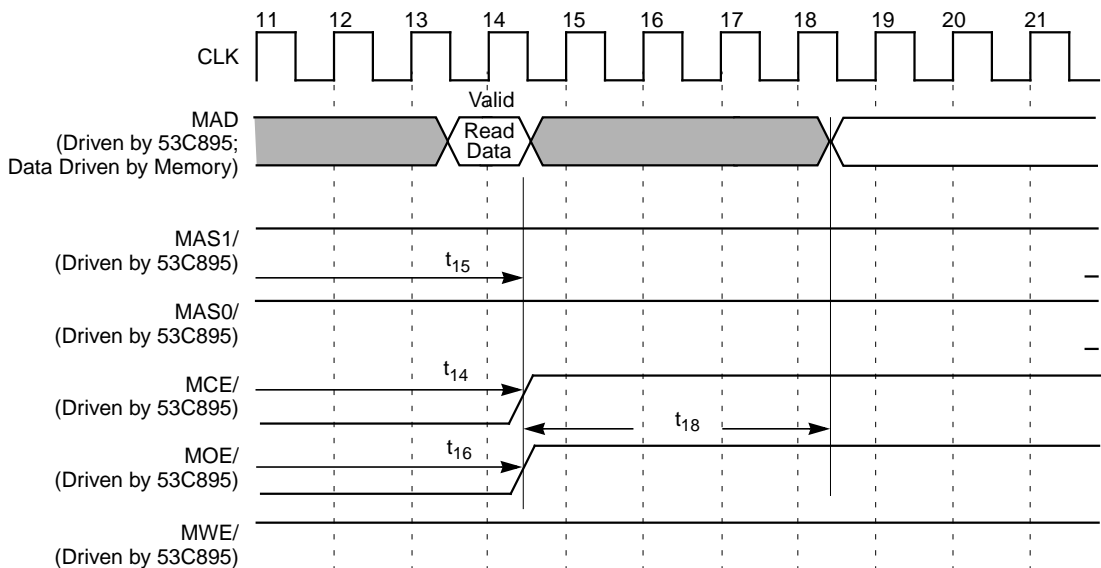 11 12 13 14 15 16 17 18 19 20 21
CLK
Valid
MAD
(Driven by 53C895;
Data Driven by Memory)
Read
Data
MAS1/
(Driven by 53C895)
t15
MAS0/
(Driven by 53C895)
t14
MCE/
(Driven by 53C895)
t18
t16
MOE/
(Driven by 53C895)
MWE/
(Driven by 53C895)